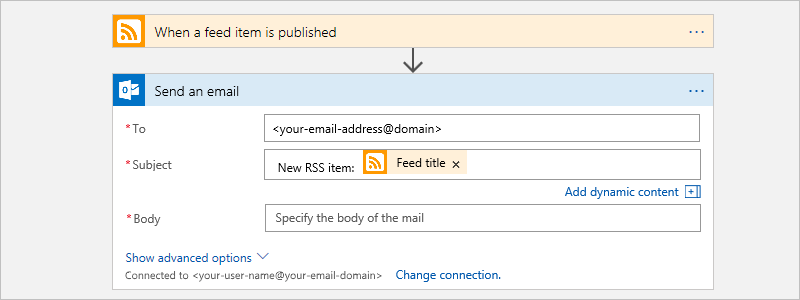 When a feed item is published ...
Send an email ...
*To <your-email-address@domain>
*Subject New RSS item: Feed title ×
Add dynamic content
*Body Specify the body of the mail
Show advanced options
Connected to <your-user-name@your-email-domain> Change connection.